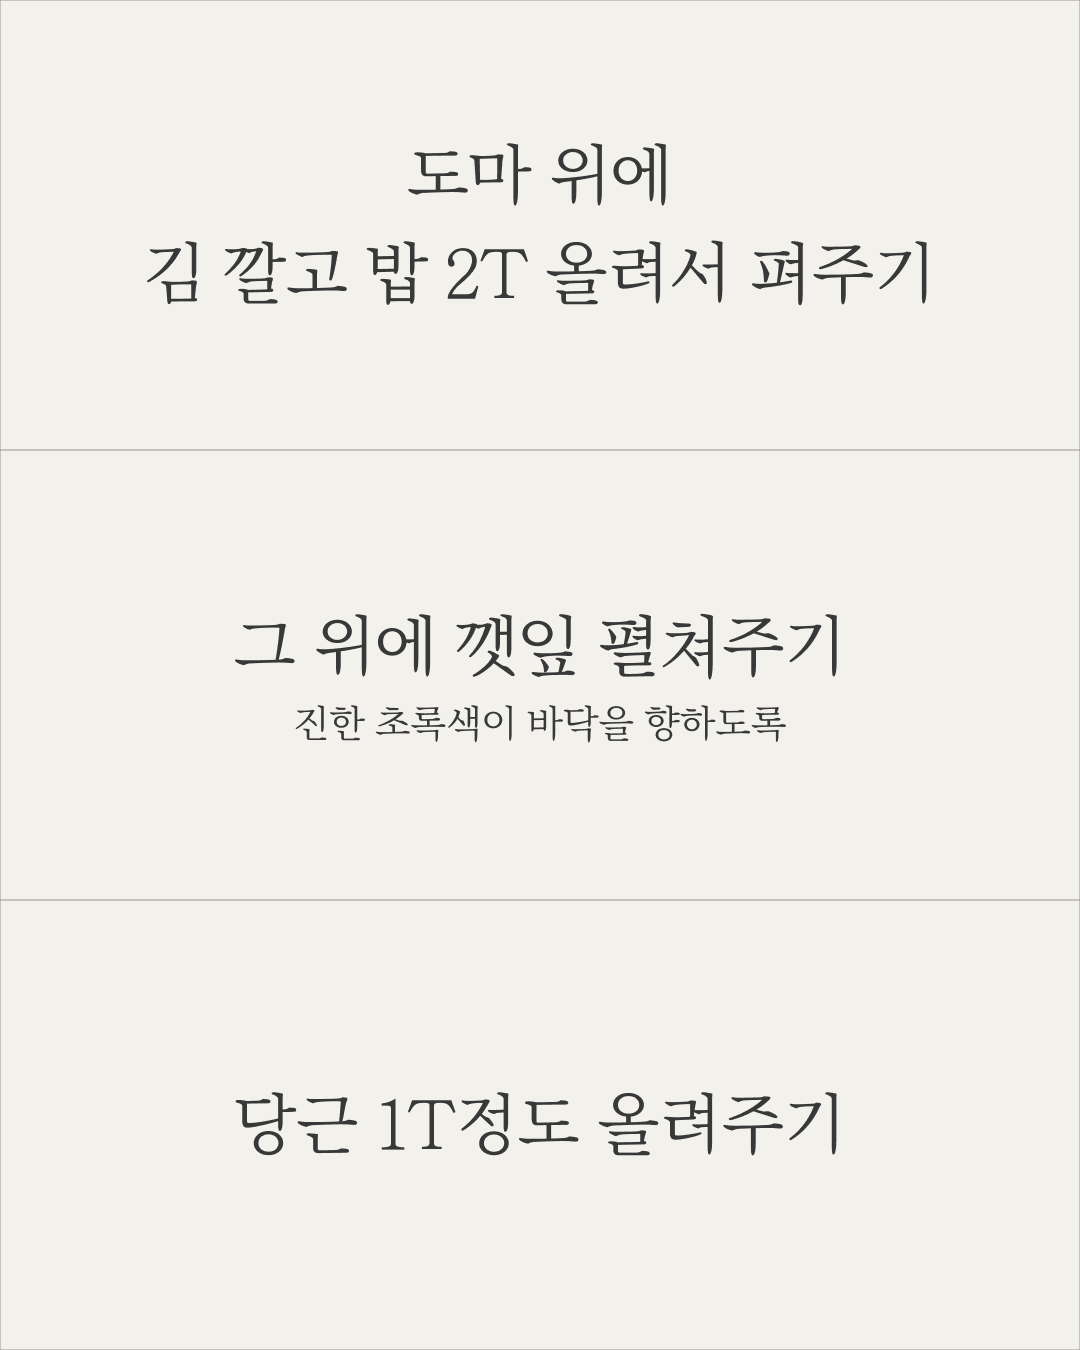 도마 위에
김 깔고 밥 2T 올려서 펴주기
그 위에 깻잎 펼쳐주기
진한 초록색이 바닥을 향하도록
당근 1T정도 올려주기